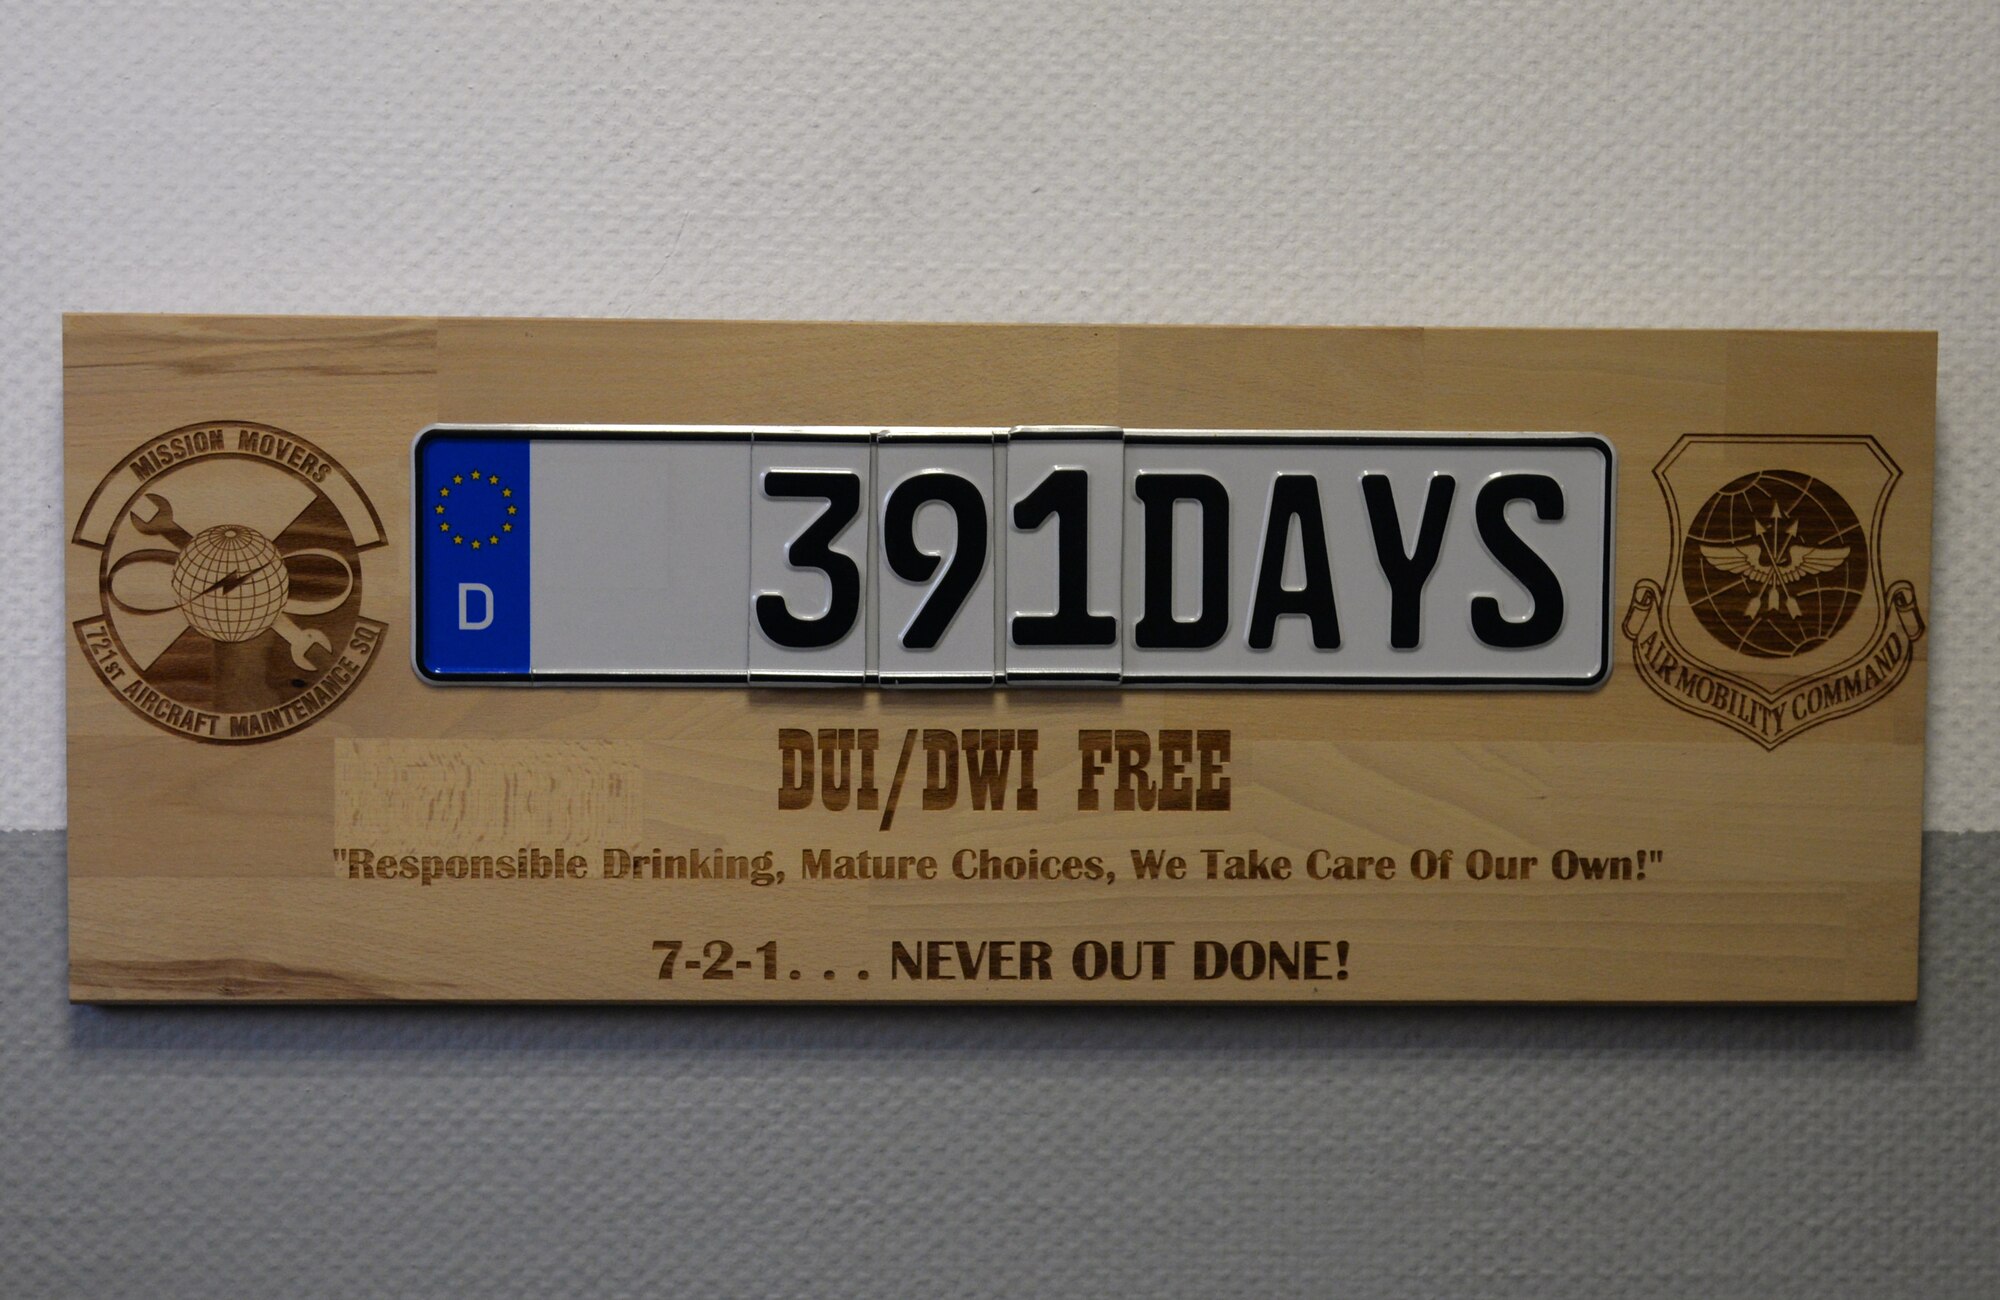 MISSION MOVERS
721ST AIRCRAFT MAINTENANCE SQ
D
391DAYS
AIR MOBILITY COMMAND
DUI/DWI FREE
"Responsible Drinking, Mature Choices, We Take Care Of Our Own!"
7-2-1. . . NEVER OUT DONE!